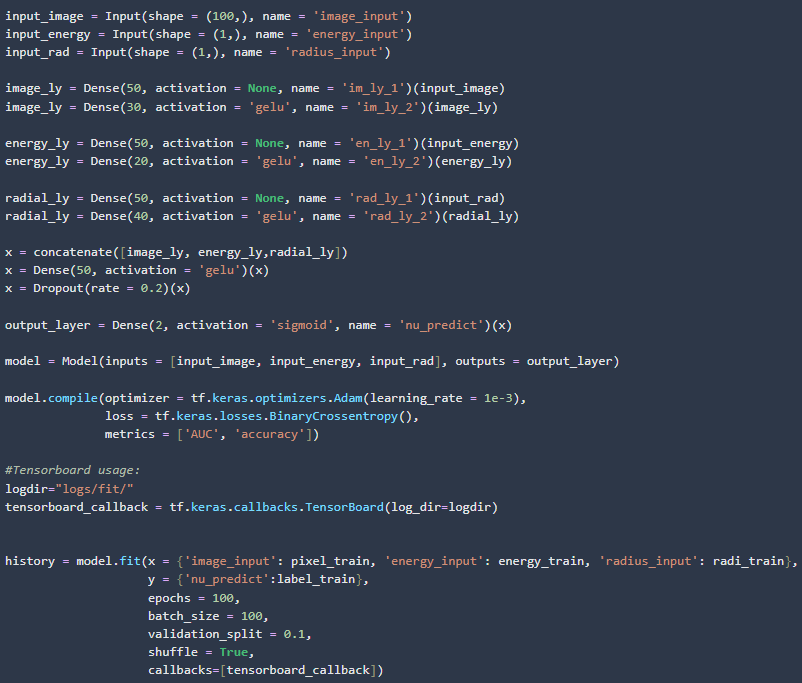 input_image = Input(shape = (100,), name = 'image_input')
input_energy = Input(shape = (1,), name = 'energy_input')
input_rad = Input(shape = (1,), name = 'radius_input')

image_ly = Dense(50, activation = None, name = 'im_ly_1')(input_image)
image_ly = Dense(30, activation = 'gelu', name = 'im_ly_2')(image_ly)

energy_ly = Dense(50, activation = None, name = 'en_ly_1')(input_energy)
energy_ly = Dense(20, activation = 'gelu', name = 'en_ly_2')(energy_ly)

radial_ly = Dense(50, activation = None, name = 'rad_ly_1')(input_rad)
radial_ly = Dense(40, activation = 'gelu', name = 'rad_ly_2')(radial_ly)

x = concatenate([image_ly, energy_ly,radial_ly])
x = Dense(50, activation = 'gelu')(x)
x = Dropout(rate = 0.2)(x)

output_layer = Dense(2, activation = 'sigmoid', name = 'nu_predict')(x)

model = Model(inputs = [input_image, input_energy, input_rad], outputs = output_layer)

model.compile(optimizer = tf.keras.optimizers.Adam(learning_rate = 1e-3),
              loss = tf.keras.losses.BinaryCrossentropy(),
              metrics = ['AUC', 'accuracy'])

#Tensorboard usage:
logdir="logs/fit/"
tensorboard_callback = tf.keras.callbacks.TensorBoard(log_dir=logdir)


history = model.fit(x = {'image_input': pixel_train, 'energy_input': energy_train, 'radius_input': radi_train},
                    y = {'nu_predict':label_train},
                    epochs = 100,
                    batch_size = 100,
                    validation_split = 0.1,
                    shuffle = True,
                    callbacks=[tensorboard_callback])